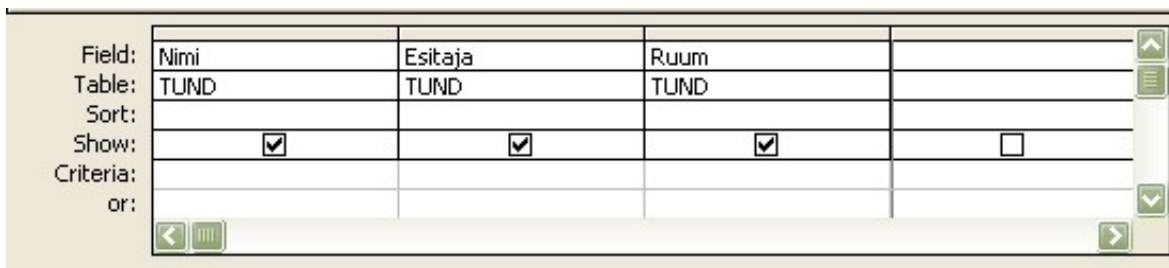 Field: Nimi Esitaja Ruum
Table: TUND TUND TUND
Sort:
Show:
Criteria:
or: